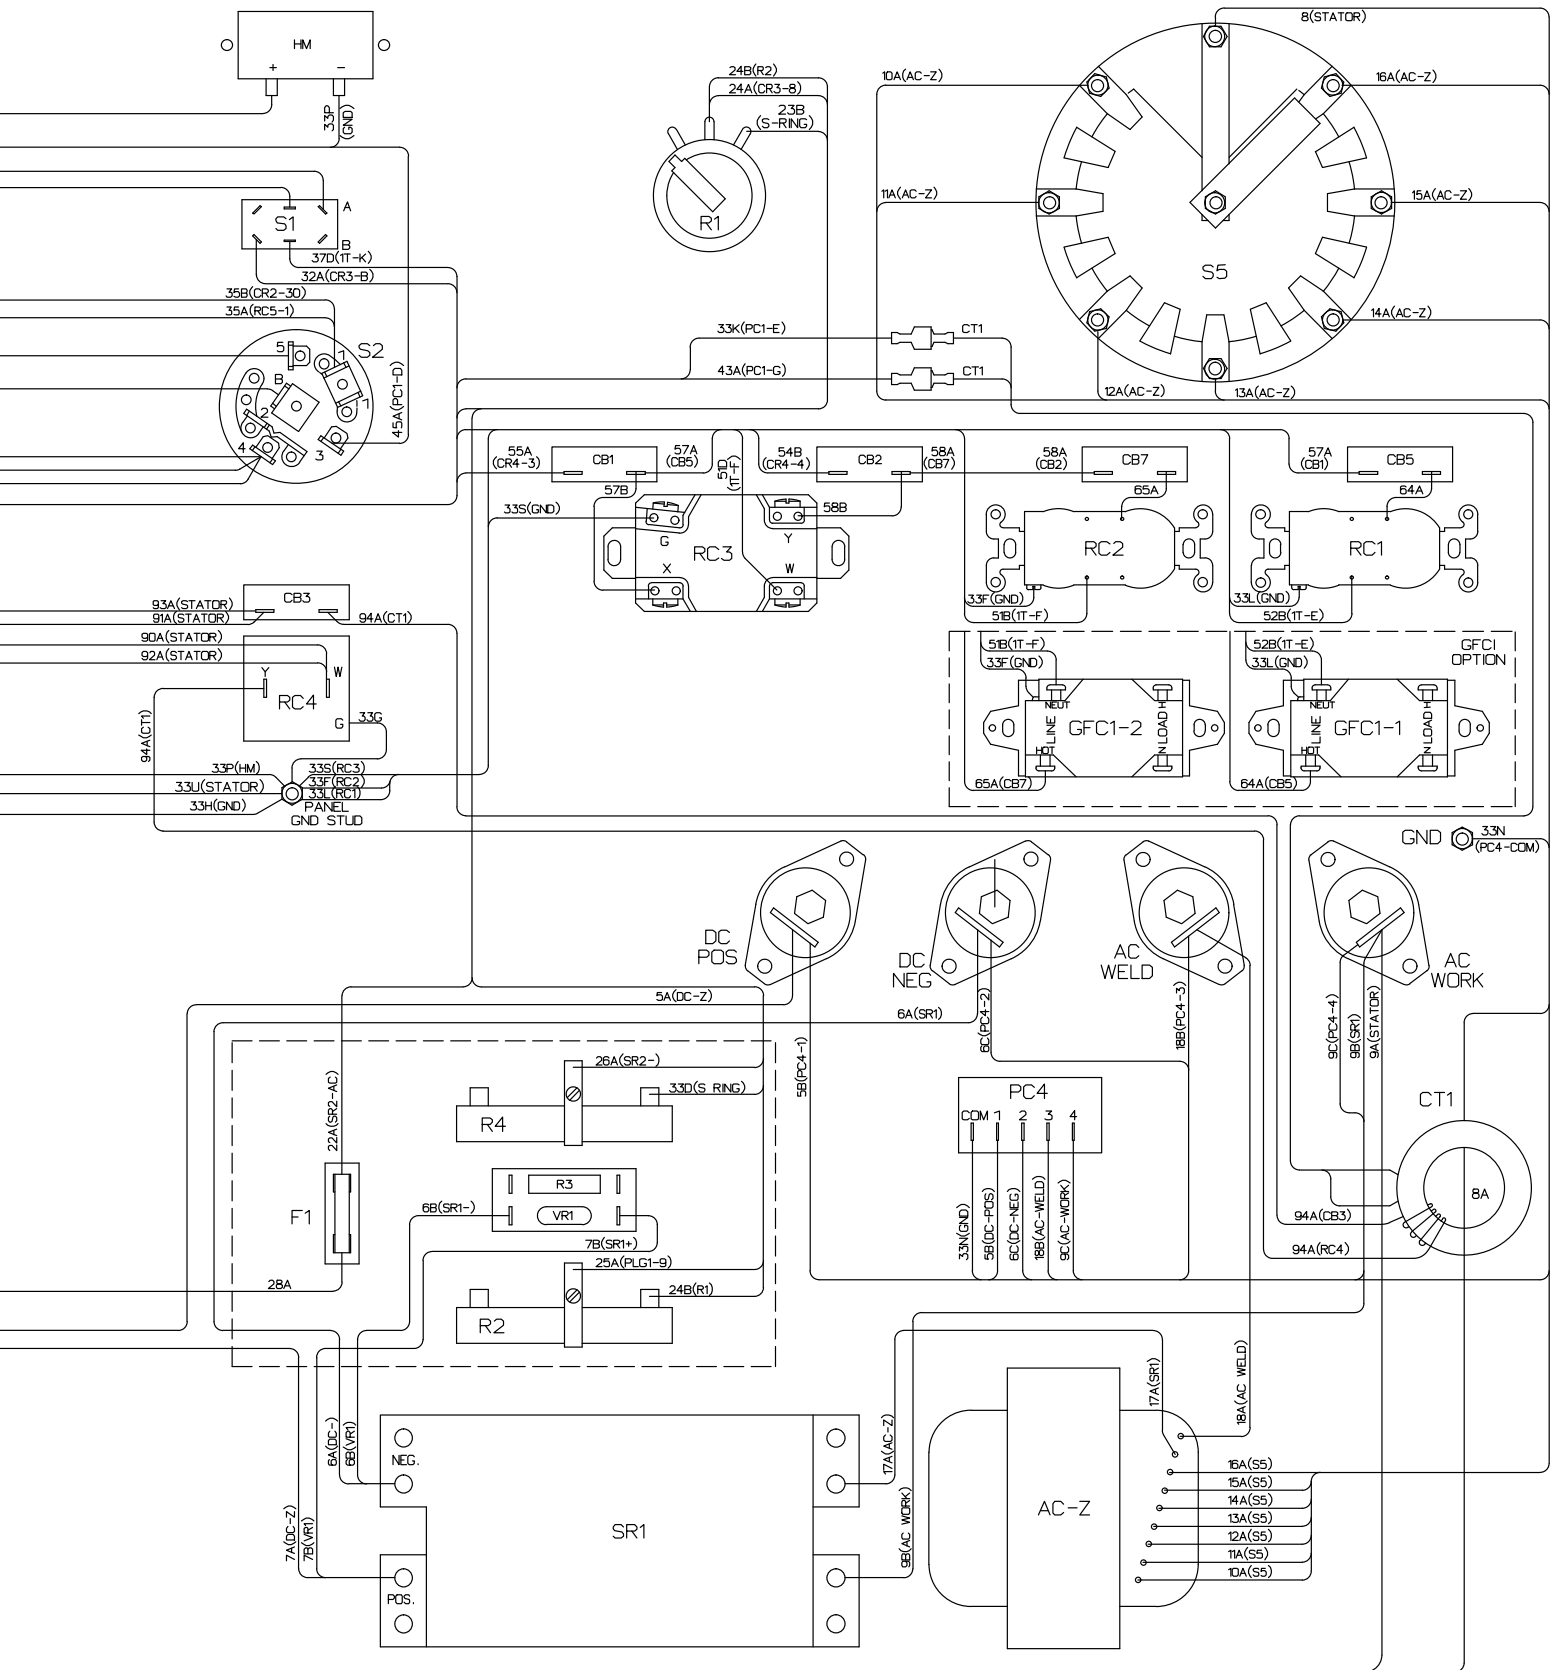 HM
+
−
33P
(GND)
S1
A
B
37D(1T-K)
32A(CR3-B)
35B(CR2-30)
35A(RC5-1)
S2
5
B
7
7
2
4
3
45A(PC1-D)
24B(R2)
24A(CR3-8)
23B
(S-RING)
R1
8(STATOR)
10A(AC-Z)
16A(AC-Z)
11A(AC-Z)
15A(AC-Z)
S5
14A(AC-Z)
12A(AC-Z)
13A(AC-Z)
33K(PC1-E)
CT1
43A(PC1-G)
CT1
55A
(CR4-3)
CB1
57A
(CB5)
51D
(1T-F)
54B
(CR4-4)
CB2
58A
(CB7)
58A
(CB2)
CB7
57A
(CB1)
CB5
57B
58B
65A
64A
33S(GND)
G
Y
RC3
X
W
RC2
RC1
33F(GND)
51B(1T-F)
33L(GND)
52B(1T-E)
93A(STATOR)
91A(STATOR)
CB3
94A(CT1)
90A(STATOR)
92A(STATOR)
Y
W
RC4
G
33G
94A(CT1)
33P(HM)
33U(STATOR)
33H(GND)
33S(RC3)
33F(RC2)
33L(RC1)
PANEL
GND STUD
GFCI
OPTION
51B(1T-F)
33F(GND)
NEUT
LINE
HOT
GFC1-2
H
LOAD
N
65A(CB7)
52B(1T-E)
33L(GND)
NEUT
LINE
HOT
GFC1-1
H
LOAD
N
64A(CB5)
GND
33N
(PC4-COM)
DC
POS
DC
NEG
AC
WELD
AC
WORK
5A(DC-Z)
6A(SR1)
5B(PC4-1)
6C(PC4-2)
18B(PC4-3)
9C(PC4-4)
9B(SR1)
9A(STATOR)
22A(SR2-AC)
26A(SR2-)
33D(S RING)
R4
F1
R3
VR1
6B(SR1-)
7B(SR1+)
25A(PLG1-9)
24B(R1)
R2
28A
PC4
COM 1 2 3 4
33N(GND)
5B(DC-POS)
6C(DC-NEG)
18B(AC-WELD)
9C(AC-WORK)
CT1
8A
94A(CB3)
94A(RC4)
6A(DC-)
6B(VR1)
7A(DC-Z)
7B(VR1)
NEG.
POS.
SR1
17A(AC-Z)
9B(AC WORK)
17A(SR1)
18A(AC WELD)
AC-Z
16A(S5)
15A(S5)
14A(S5)
13A(S5)
12A(S5)
11A(S5)
10A(S5)